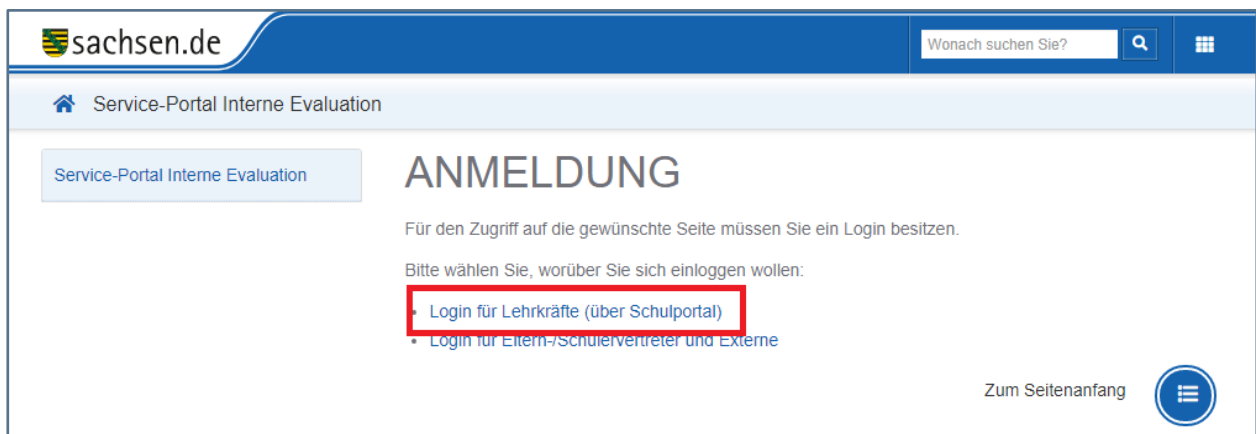 sachsen.de
Wonach suchen Sie?
Service-Portal Interne Evaluation
Service-Portal Interne Evaluation
ANMELDUNG
Für den Zugriff auf die gewünschte Seite müssen Sie ein Login besitzen.
Bitte wählen Sie, worüber Sie sich einloggen wollen:
• Login für Lehrkräfte (über Schulportal)
• Login für Eltern-/Schülervertreter und Externe
Zum Seitenanfang